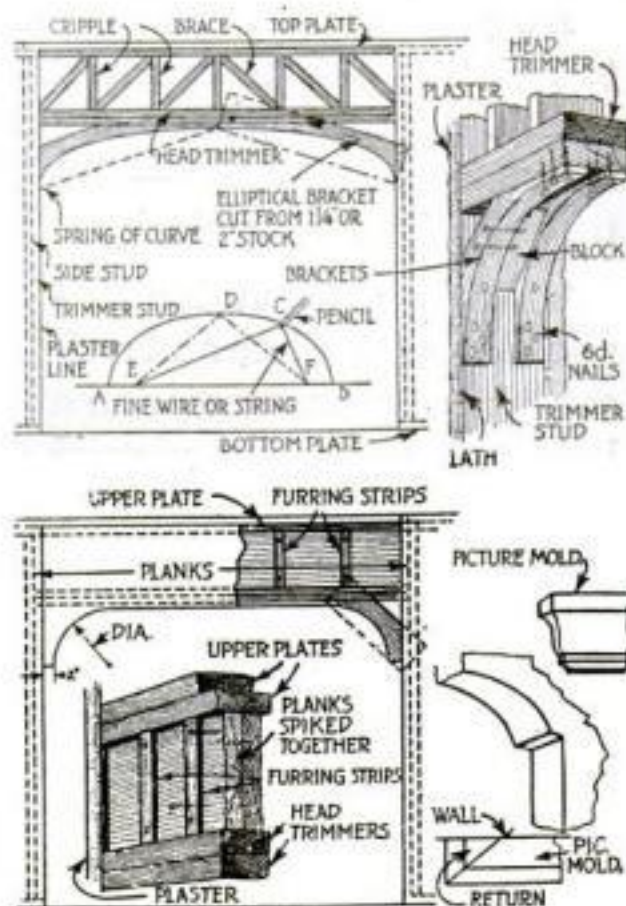 CRIPPLE BRACE TOP PLATE
HEAD TRIMMER
PLASTER
HEAD TRIMMER
ELLIPTICAL BRACKET
CUT FROM 1¼" OR
2" STOCK
SPRING OF CURVE
SIDE STUD
TRIMMER STUD
PLASTER
LINE
D
C
PENCIL
A
E
F
B
FINE WIRE OR STRING
BOTTOM PLATE
BRACKETS
BLOCK
6d.
NAILS
TRIMMER
STUD
LATH
UPPER PLATE FURRING STRIPS
PLANKS
DIA.
2"
UPPER PLATES
PLANKS
SPIKED
TOGETHER
FURRING STRIPS
HEAD
TRIMMERS
PLASTER
PICTURE MOLD
WALL
PIC.
MOLD.
RETURN